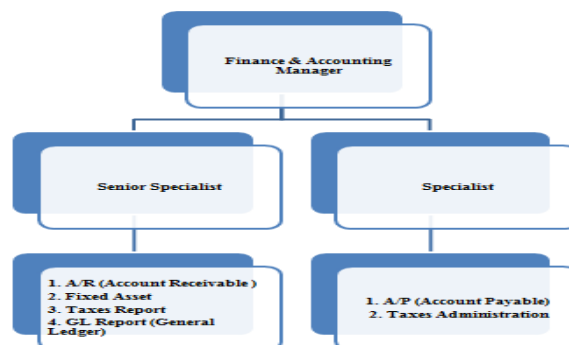 Finance & Accounting
Manager
Senior Specialist
Specialist
1. A/R (Account Receivable )
2. Fixed Asset
3. Taxes Report
4. GL Report (General
Ledger)
1. A/P (Account Payable)
2. Taxes Administration